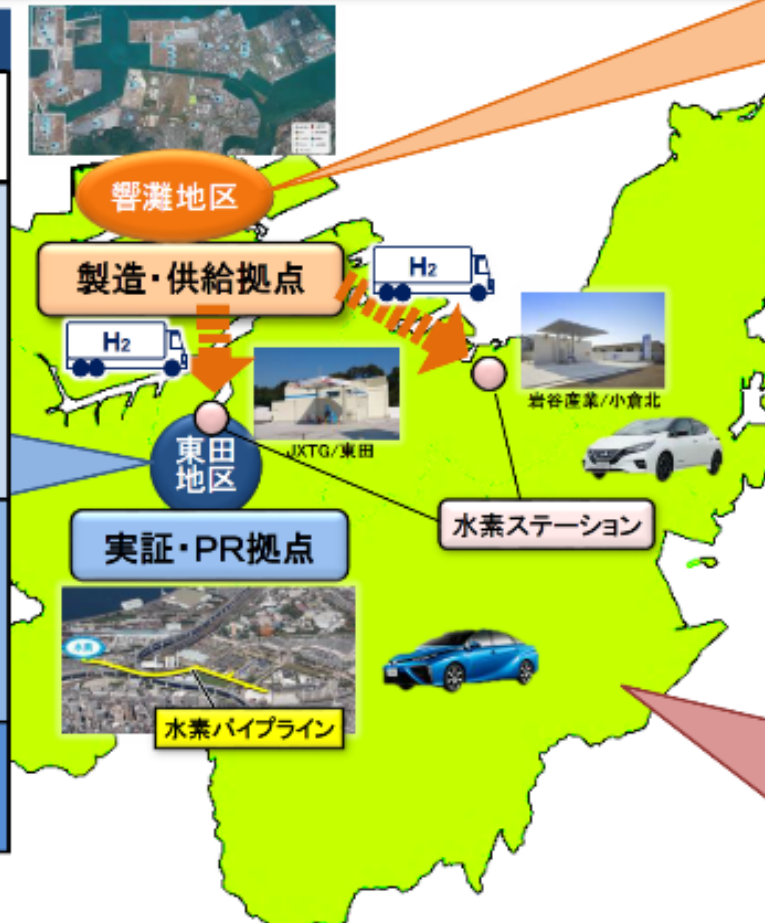 響灘地区
製造・供給拠点
H2
H2
岩谷産業/小倉北
JXTG/東田
東田
地区
水素ステーション
実証・PR拠点
水素
水素パイプライン